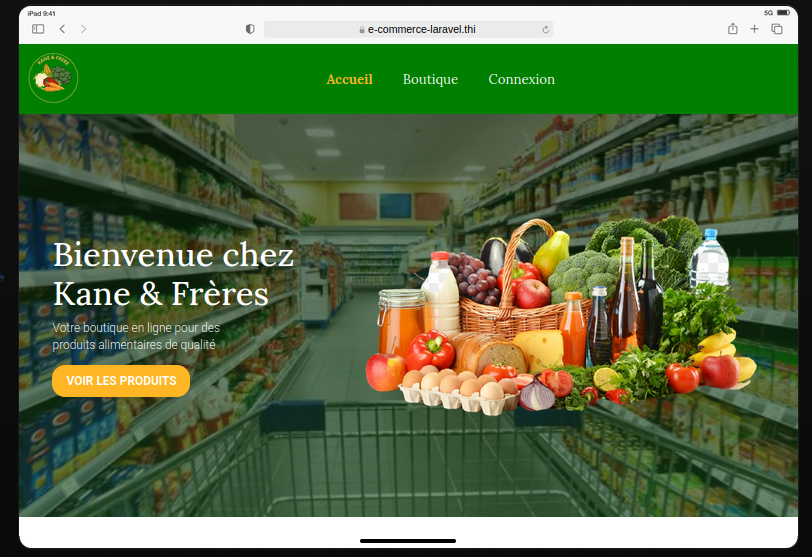 iPad 9:41
5G
e-commerce-laravel.thi
KANE & FRÈRE
Accueil
Boutique
Connexion
Bienvenue chez
Kane & Frères
Votre boutique en ligne pour des
produits alimentaires de qualité
VOIR LES PRODUITS